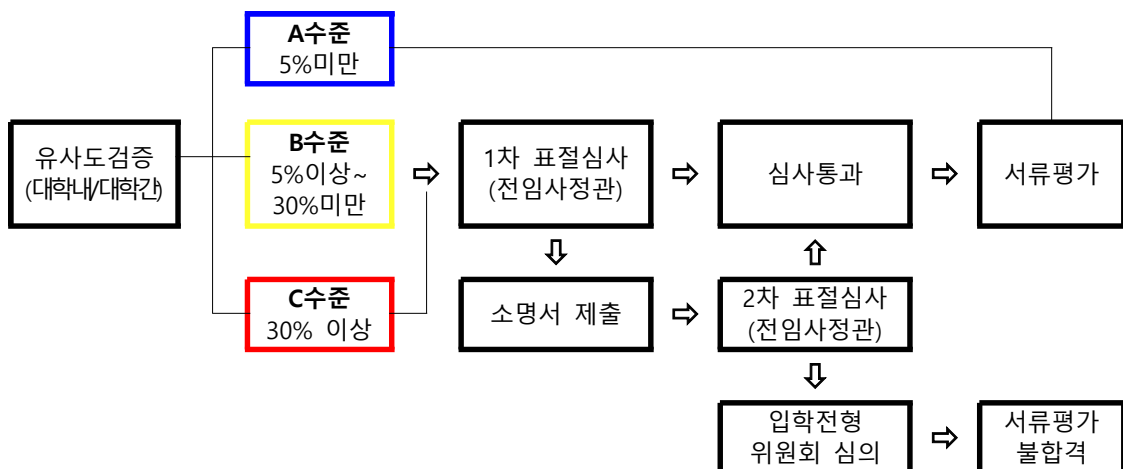 A수준
5%미만
유사도검증
(대학내/대학간)
B수준
5%이상~
30%미만
1차 표절심사
(전임사정관)
심사통과
서류평가
C수준
30% 이상
소명서 제출
2차 표절심사
(전임사정관)
입학전형
위원회 심의
서류평가
불합격